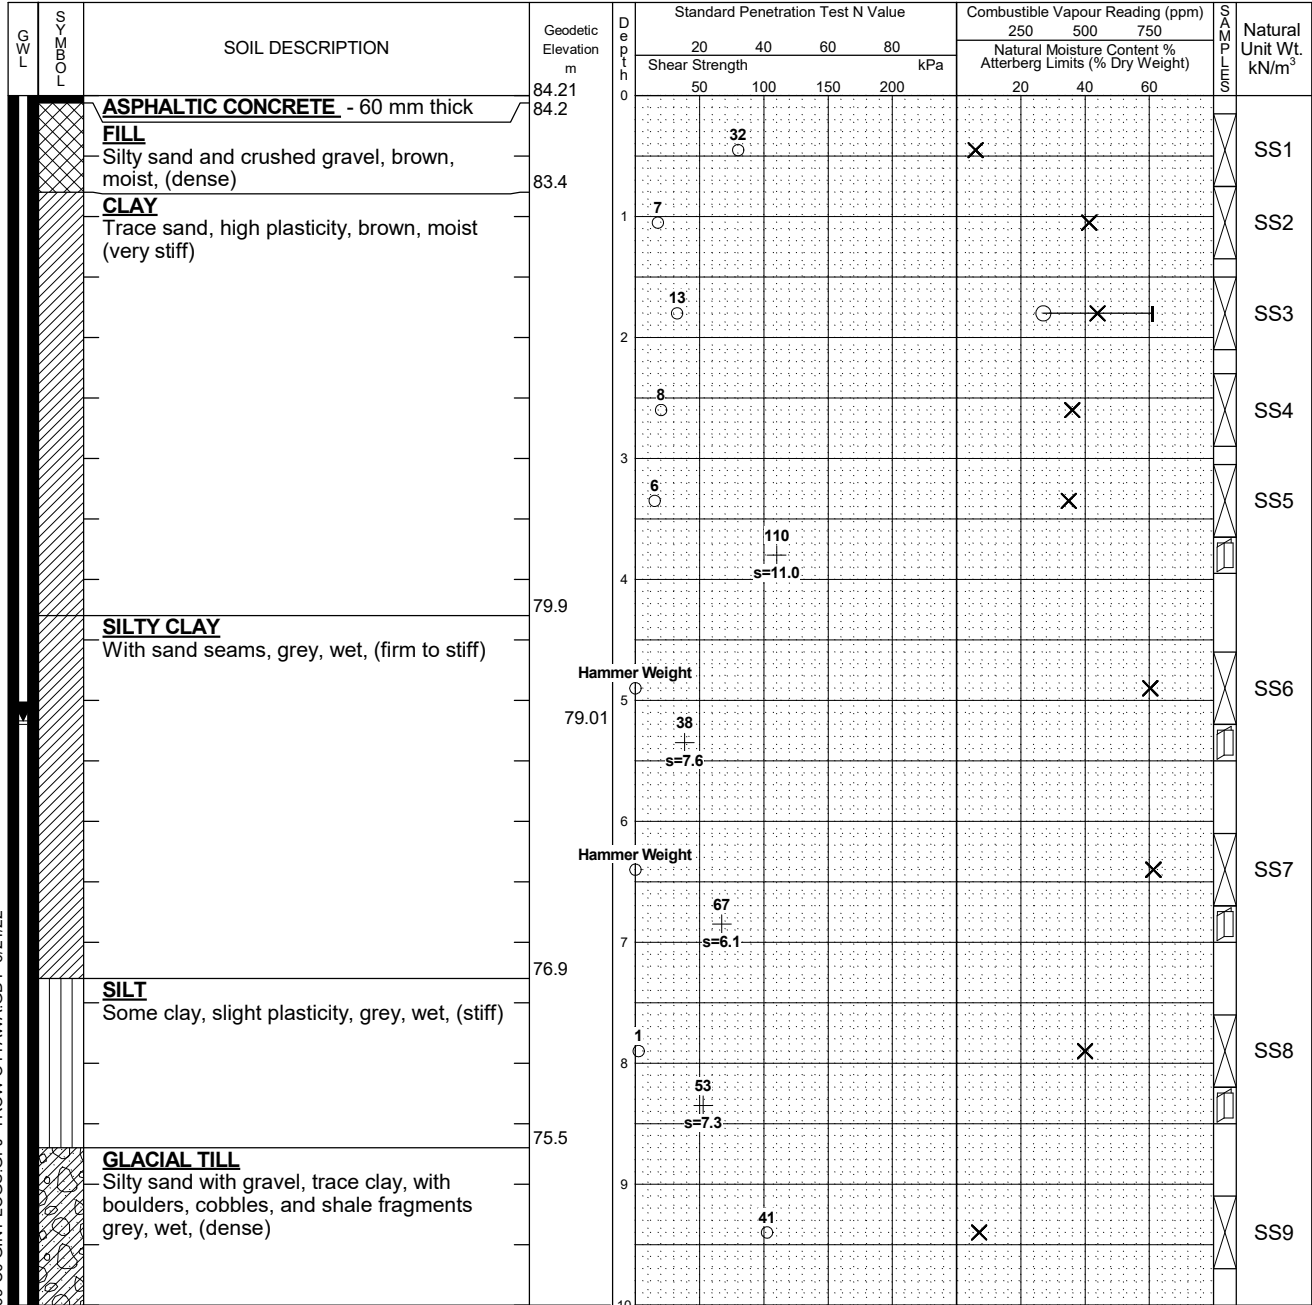 GWL
SYMBOL
SOIL DESCRIPTION
Geodetic
Elevation
m
Depth
Standard Penetration Test N Value
20 40 60 80
Shear Strength kPa
50 100 150 200
Combustible Vapour Reading (ppm)
250 500 750
Natural Moisture Content %
Atterberg Limits (% Dry Weight)
20 40 60
SAMPLES
Natural
Unit Wt.
kN/m³
84.21
0
ASPHALTIC CONCRETE - 60 mm thick
84.2
FILL
Silty sand and crushed gravel, brown,
moist, (dense)
83.4
32
SS1
CLAY
Trace sand, high plasticity, brown, moist
(very stiff)
7
1
SS2
13
SS3
2
8
SS4
3
6
SS5
110
s=11.0
4
79.9
SILTY CLAY
With sand seams, grey, wet, (firm to stiff)
Hammer Weight
SS6
5
79.01
38
s=7.6
6
Hammer Weight
SS7
67
s=6.1
7
76.9
SILT
Some clay, slight plasticity, grey, wet, (stiff)
1
SS8
8
53
s=7.3
75.5
GLACIAL TILL
Silty sand with gravel, trace clay, with
boulders, cobbles, and shale fragments
grey, wet, (dense)
9
41
SS9
10